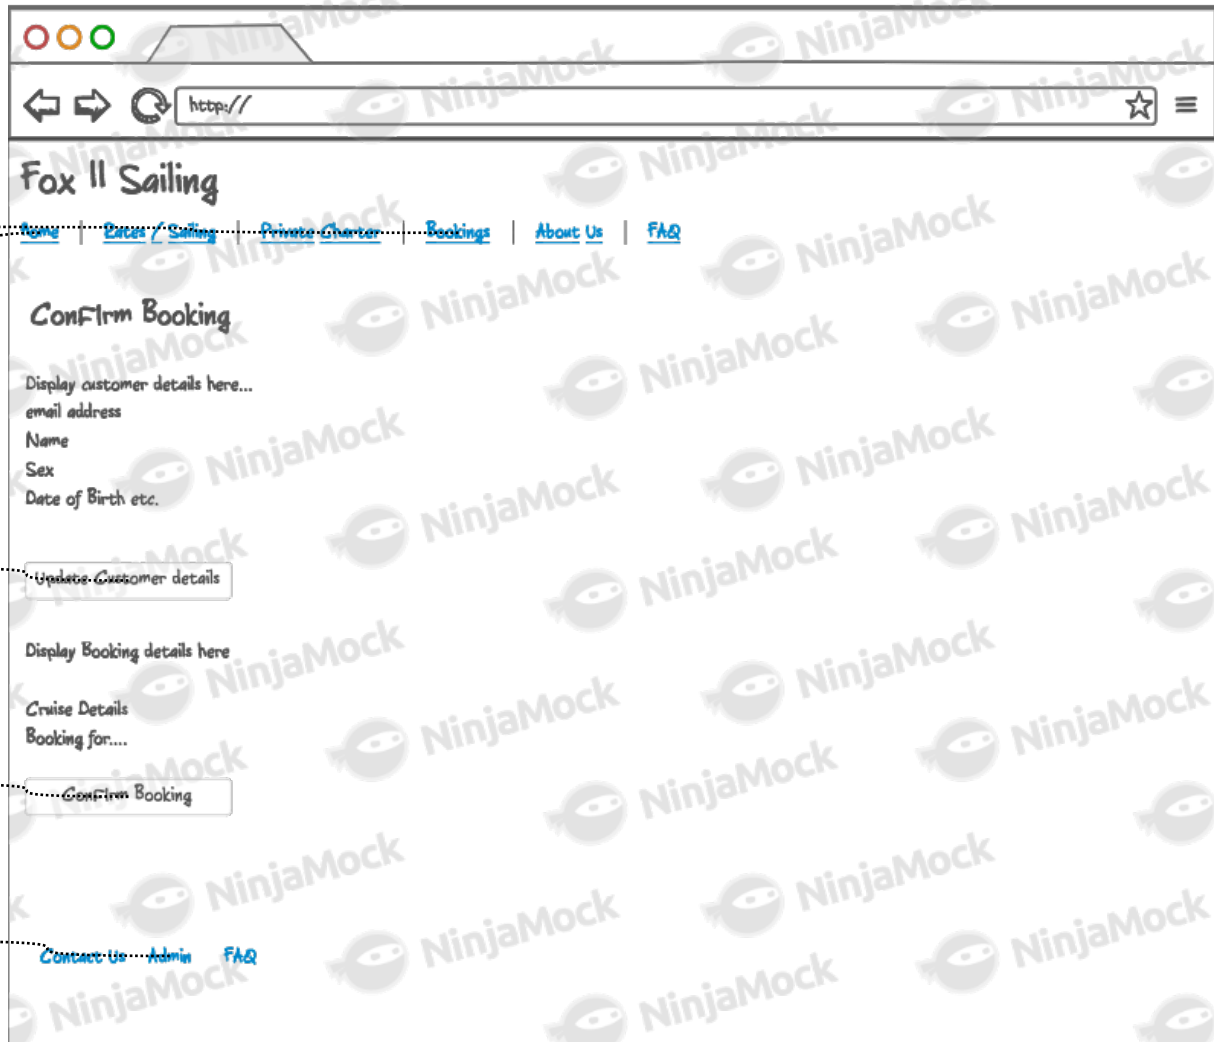 http://
Fox II Sailing
Home | Rates / Sailing | Private Charter | Bookings | About Us | FAQ
Confirm Booking
Display customer details here...
email address
Name
Sex
Date of Birth etc.
Update Customer details
Display Booking details here
Cruise Details
Booking for....
Confirm Booking
Contact Us Admin FAQ
NinjaMock